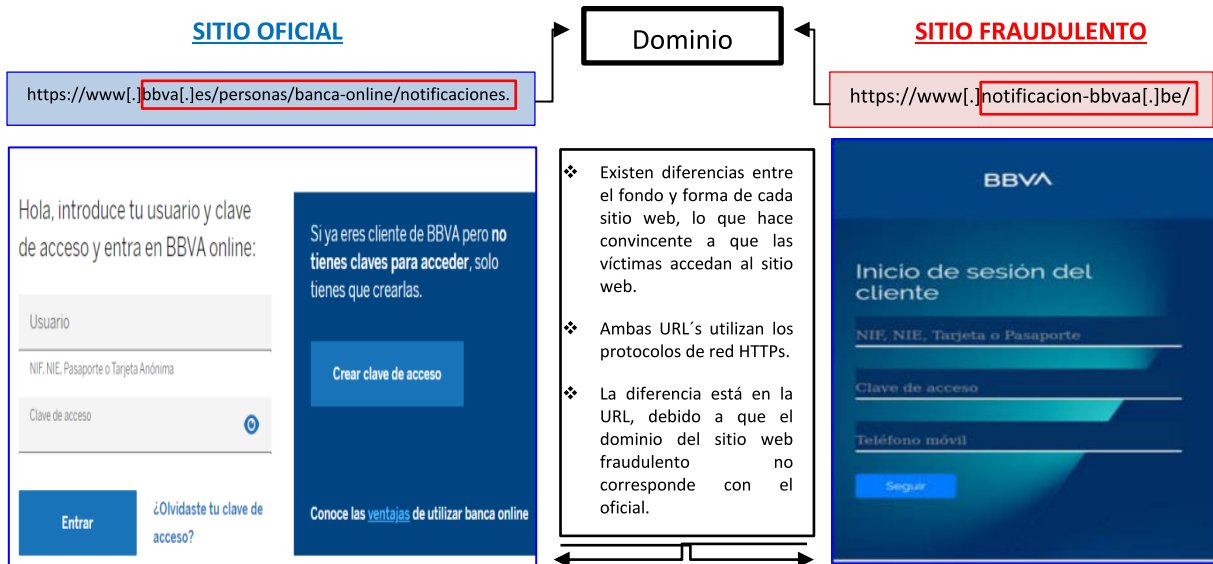 SITIO OFICIAL
Dominio
SITIO FRAUDULENTO
https://www[.]bbva[.]es/personas/banca-online/notificaciones.
https://www[.]notificacion-bbvaa[.]be/
Hola, introduce tu usuario y clave
de acceso y entra en BBVA online:
Usuario
NIF, NIE, Pasaporte o Tarjeta Anónima
Clave de acceso
Entrar
¿Olvidaste tu clave de
acceso?
Si ya eres cliente de BBVA pero no
tienes claves para acceder, solo
tienes que crearlas.
Crear clave de acceso
Conoce las ventajas de utilizar banca online
❖ Existen diferencias entre
el fondo y forma de cada
sitio web, lo que hace
convincente a que las
víctimas accedan al sitio
web.
❖ Ambas URL´s utilizan los
protocolos de red HTTPs.
❖ La diferencia está en la
URL, debido a que el
dominio del sitio web
fraudulento no
corresponde con el
oficial.
BBVA
Inicio de sesión del
cliente
NIF, NIE, Tarjeta o Pasaporte
Clave de acceso
Teléfono móvil
Seguir